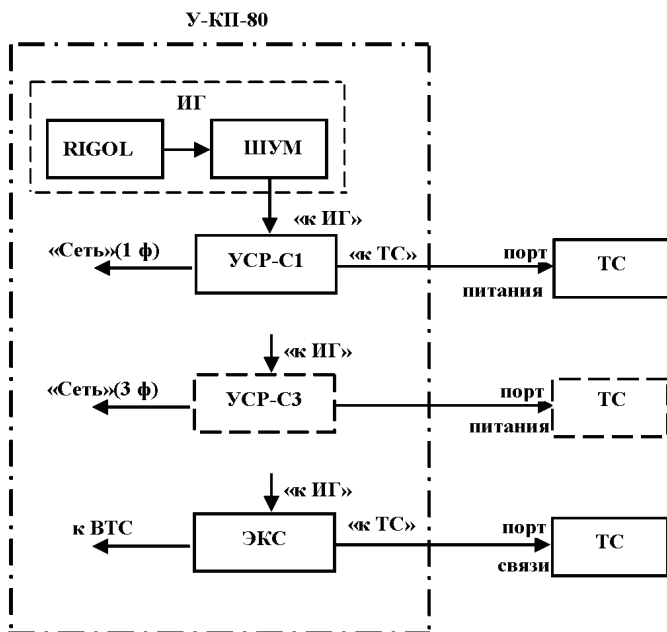 У-КП-80
ИГ
RIGOL
ШУМ
«к ИГ»
«Сеть»(1 ф)
УСР-С1
«к ТС»
порт
питания
ТС
«к ИГ»
«Сеть»(3 ф)
УСР-С3
порт
питания
ТС
«к ИГ»
к ВТС
ЭКС
«к ТС»
порт
связи
ТС